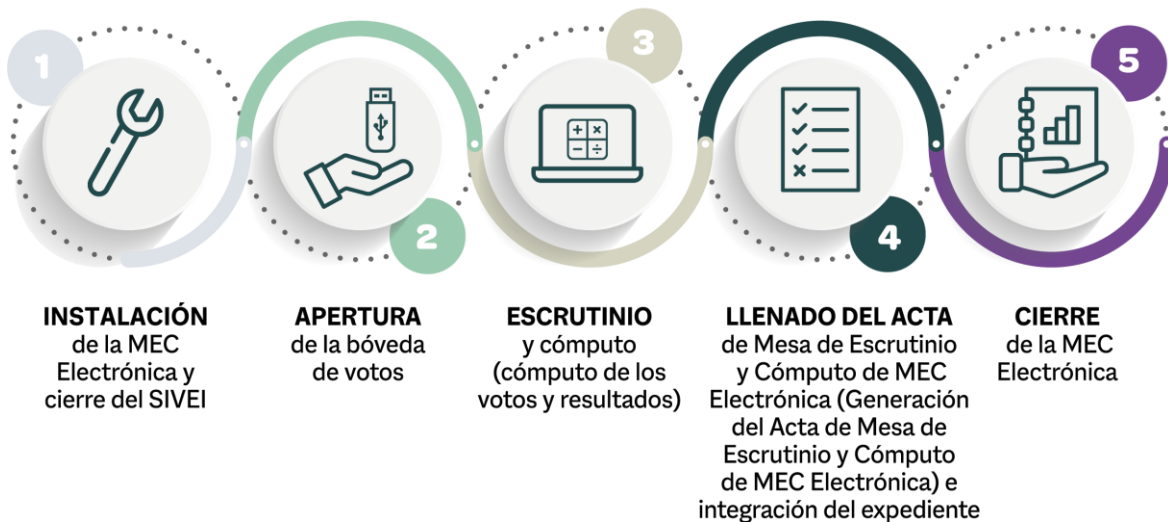 1
INSTALACIÓN
de la MEC
Electrónica y
cierre del SIVEI
2
APERTURA
de la bóveda
de votos
3
ESCRUTINIO
y cómputo
(cómputo de los
votos y resultados)
4
LLENADO DEL ACTA
de Mesa de Escrutinio
y Cómputo de MEC
Electrónica (Generación
del Acta de Mesa de
Escrutinio y Cómputo
de MEC Electrónica) e
integración del expediente
5
CIERRE
de la MEC
Electrónica